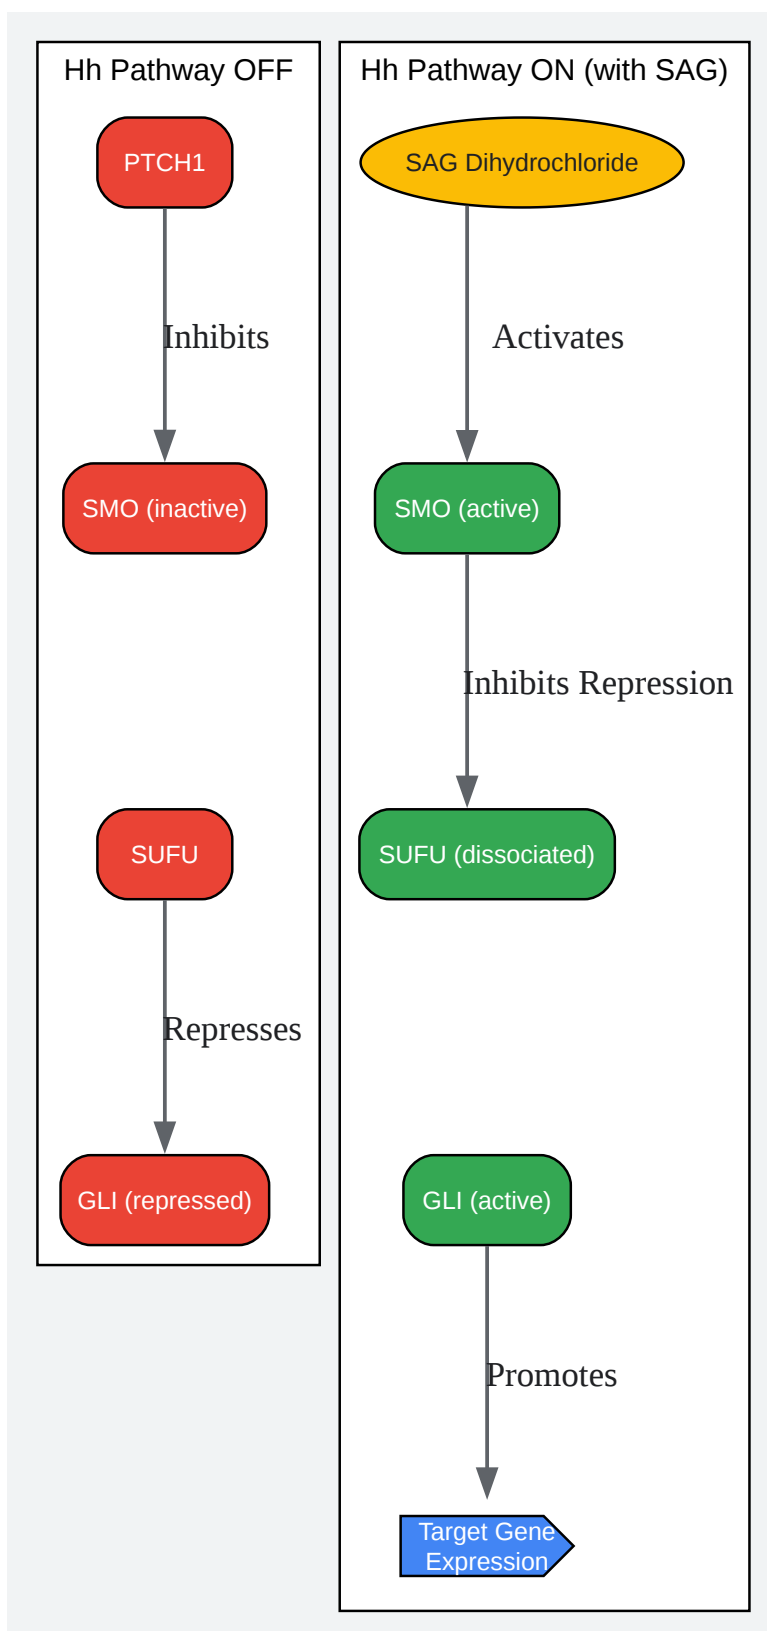 Hh Pathway OFF
PTCH1
Inhibits
SMO (inactive)
SUFU
Represses
GLI (repressed)
Hh Pathway ON (with SAG)
SAG Dihydrochloride
Activates
SMO (active)
Inhibits Repression
SUFU (dissociated)
GLI (active)
Promotes
Target Gene
Expression